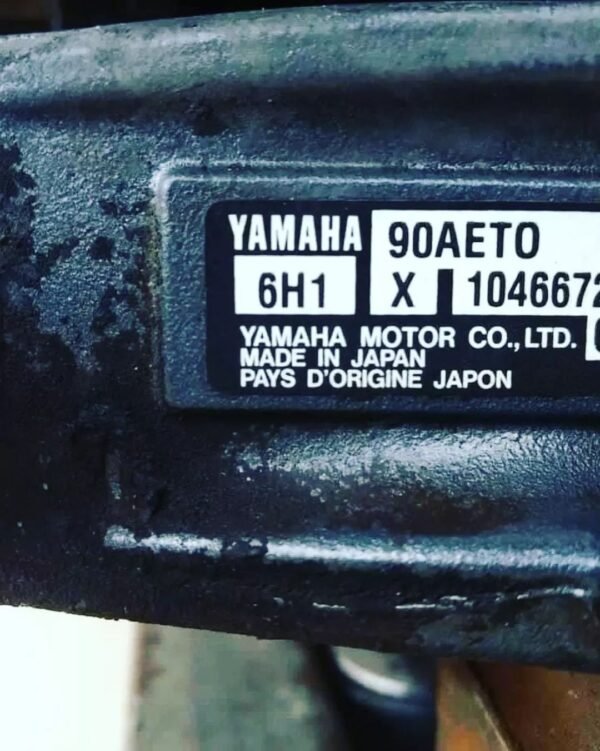 YAMAHA 90AETO
6H1 X 1046672
YAMAHA MOTOR CO., LTD.
MADE IN JAPAN
PAYS D'ORIGINE JAPON